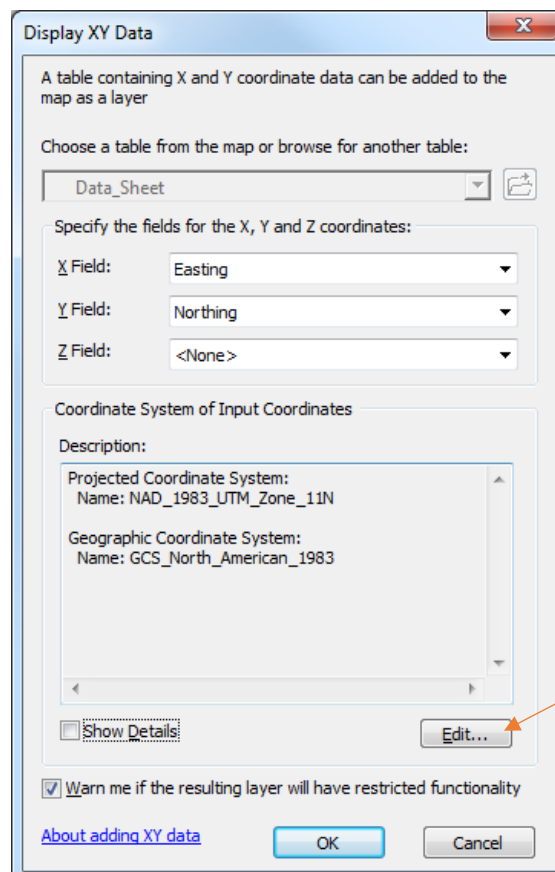 Display XY Data
A table containing X and Y coordinate data can be added to the
map as a layer
Choose a table from the map or browse for another table:
Data_Sheet
Specify the fields for the X, Y and Z coordinates:
X Field: Easting
Y Field: Northing
Z Field: <None>
Coordinate System of Input Coordinates
Description:
Projected Coordinate System:
Name: NAD_1983_UTM_Zone_11N
Geographic Coordinate System:
Name: GCS_North_American_1983
Show Details Edit...
Warn me if the resulting layer will have restricted functionality
About adding XY data OK Cancel